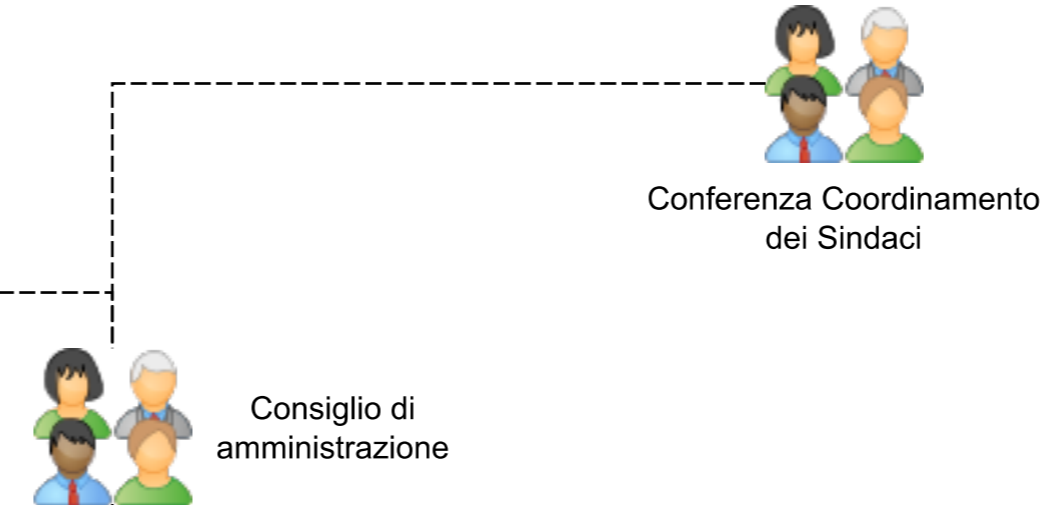 Conferenza Coordinamento
dei Sindaci
Consiglio di
amministrazione